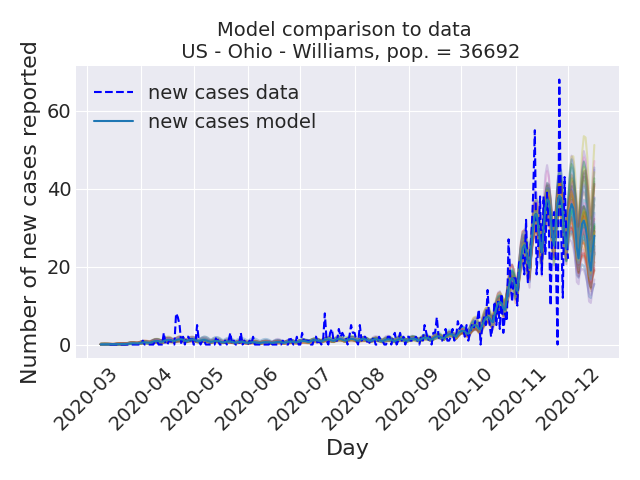 Model comparison to data
US - Ohio - Williams, pop. = 36692
new cases data
new cases model
Number of new cases reported
60
40
20
0
2020-03
2020-04
2020-05
2020-06
2020-07
2020-08
2020-09
2020-10
2020-11
2020-12
Day